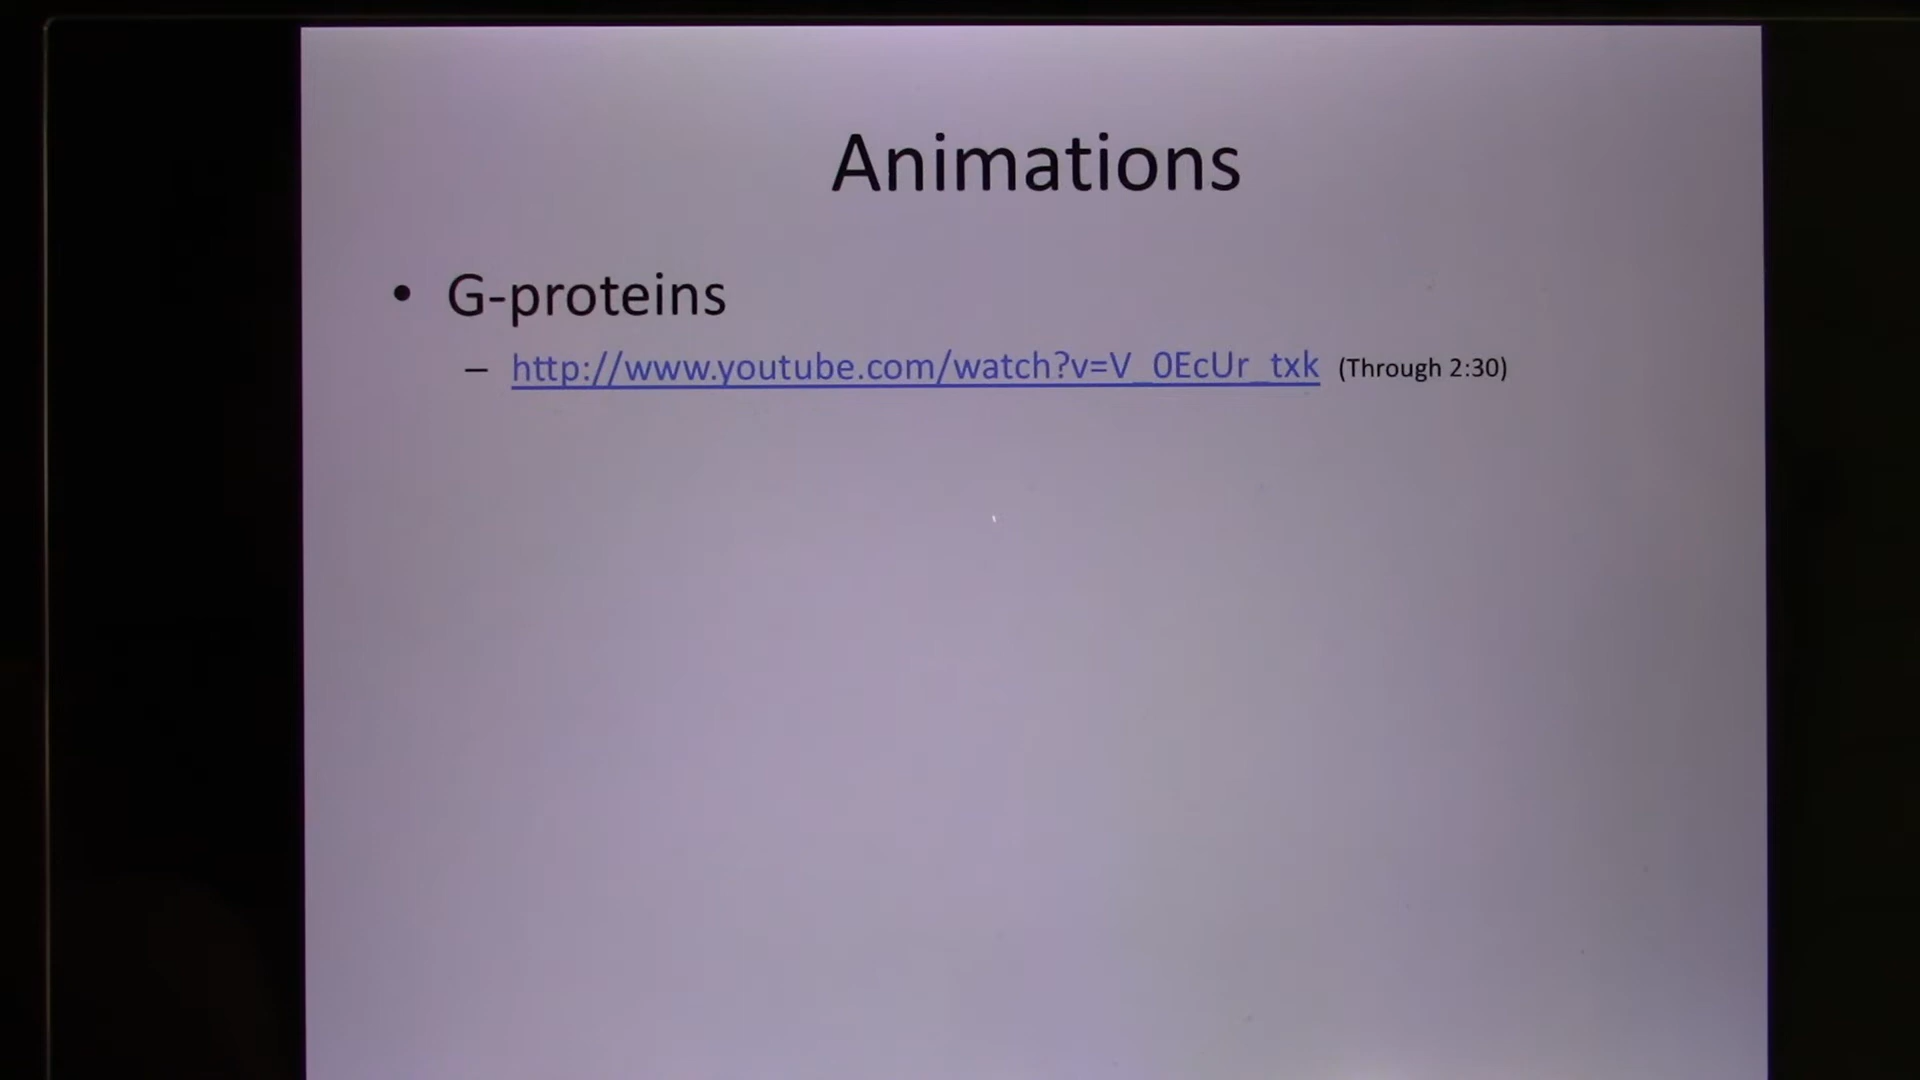 Animations
• G-proteins
– http://www.youtube.com/watch?v=V_0EcUr_txk (Through 2:30)